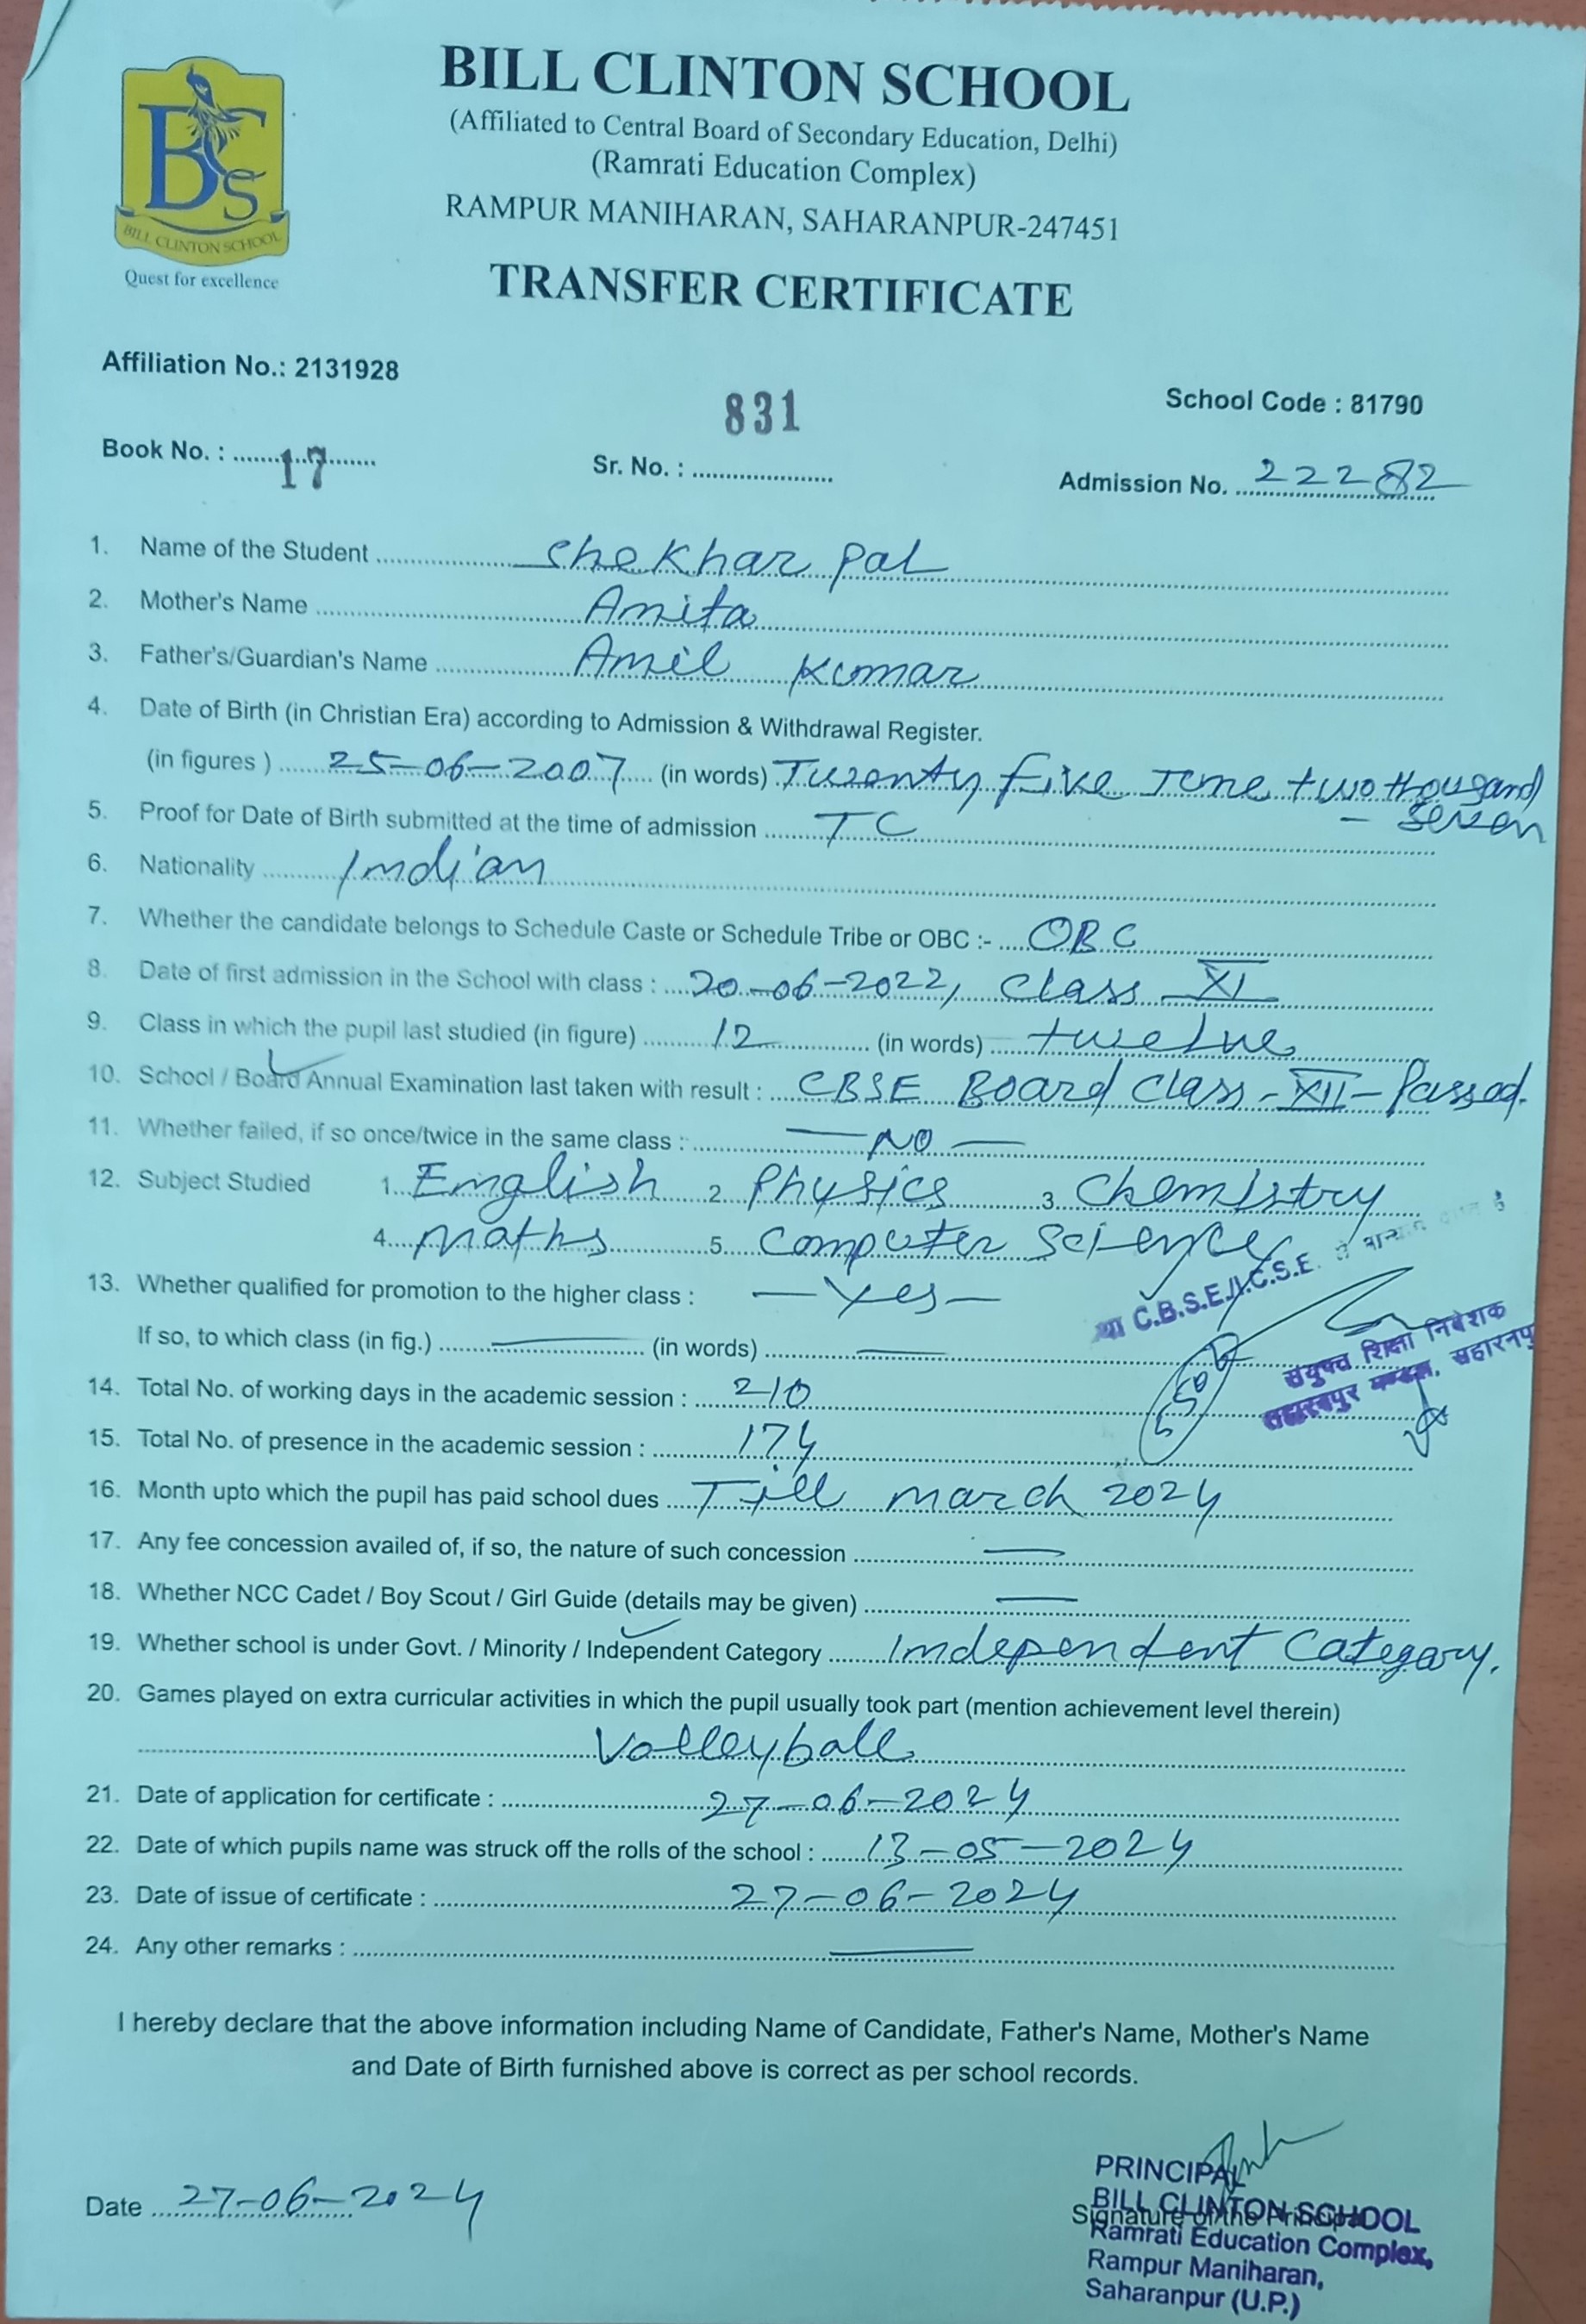 BILL CLINTON SCHOOL
(Affiliated to Central Board of Secondary Education, Delhi)
(Ramrati Education Complex)
RAMPUR MANIHARAN, SAHARANPUR-247451
BCS
BILL CLINTON SCHOOL
Quest for excellence
TRANSFER CERTIFICATE
Affiliation No.: 2131928
School Code : 81790
Book No. : 17 Sr. No. : 831 Admission No. 22282
1. Name of the Student Shekhar Pal
2. Mother's Name Amita
3. Father's/Guardian's Name Amil Kumar
4. Date of Birth (in Christian Era) according to Admission & Withdrawal Register.
(in figures ) 25-06-2007 (in words) Twenty five June two thousand
- Seven
5. Proof for Date of Birth submitted at the time of admission TC
6. Nationality Indian
7. Whether the candidate belongs to Schedule Caste or Schedule Tribe or OBC :- OBC
8. Date of first admission in the School with class : 20-06-2022, Class XI
9. Class in which the pupil last studied (in figure) 12 (in words) twelve
10. School / Board Annual Examination last taken with result : CBSE Board Class - XII - Passed.
11. Whether failed, if so once/twice in the same class : - NO -
12. Subject Studied 1. English 2. Physics 3. Chemistry
4. Maths 5. Computer Science
13. Whether qualified for promotion to the higher class : - Yes -
If so, to which class (in fig.) (in words)
C.B.S.E./I.C.S.E.
संयुक्त शिक्षा निदेशक
सहारनपुर मण्डल, सहारनपुर
14. Total No. of working days in the academic session : 210
15. Total No. of presence in the academic session : 174
16. Month upto which the pupil has paid school dues Till march 2024
17. Any fee concession availed of, if so, the nature of such concession
18. Whether NCC Cadet / Boy Scout / Girl Guide (details may be given)
19. Whether school is under Govt. / Minority / Independent Category Independent Category.
20. Games played on extra curricular activities in which the pupil usually took part (mention achievement level therein)
Volleyball
21. Date of application for certificate : 27-06-2024
22. Date of which pupils name was struck off the rolls of the school : 13-05-2024
23. Date of issue of certificate : 27-06-2024
24. Any other remarks :
I hereby declare that the above information including Name of Candidate, Father's Name, Mother's Name
and Date of Birth furnished above is correct as per school records.
Date 27-06-2024
PRINCIPAL
BILL CLINTON SCHOOL
Signature of the Principal
Ramrati Education Complex,
Rampur Maniharan,
Saharanpur (U.P.)